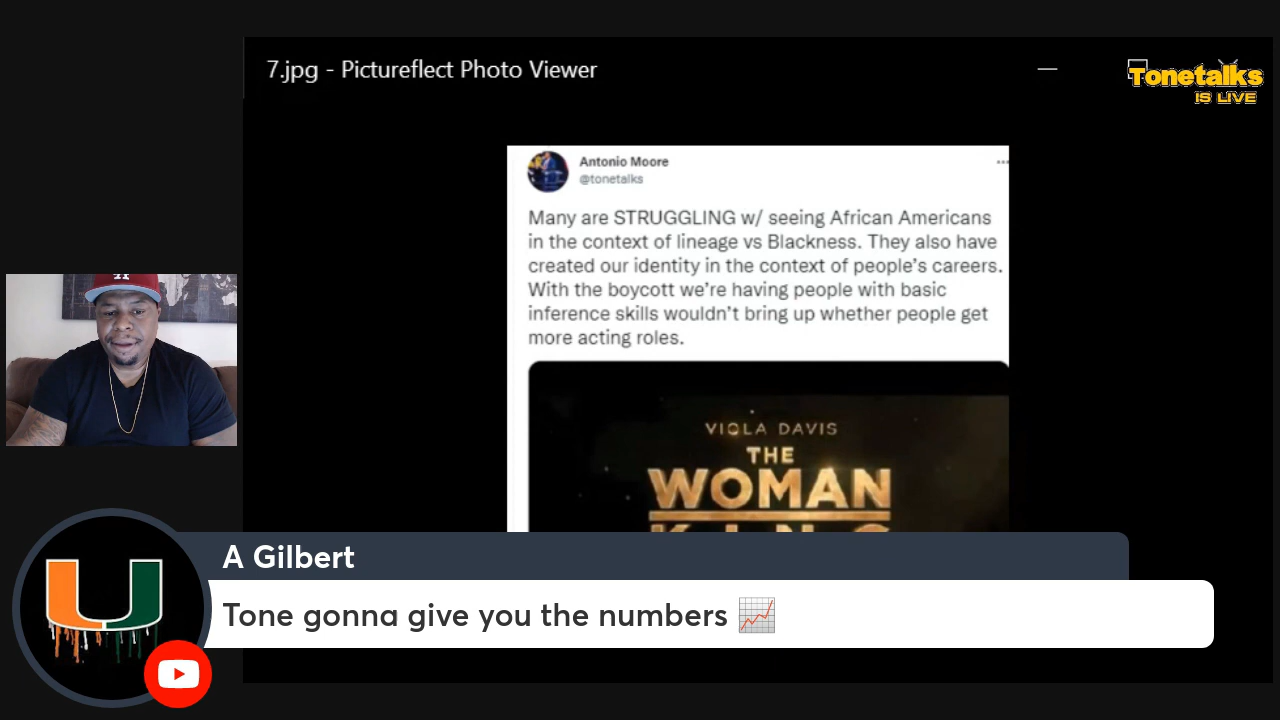 7.jpg - Pictureflect Photo Viewer
Tonetalks
IS LIVE
Antonio Moore
@tonetalks
Many are STRUGGLING w/ seeing African Americans
in the context of lineage vs Blackness. They also have
created our identity in the context of people's careers.
With the boycott we're having people with basic
inference skills wouldn't bring up whether people get
more acting roles.
VIOLA DAVIS
THE
WOMAN
KING
A Gilbert
Tone gonna give you the numbers 📈